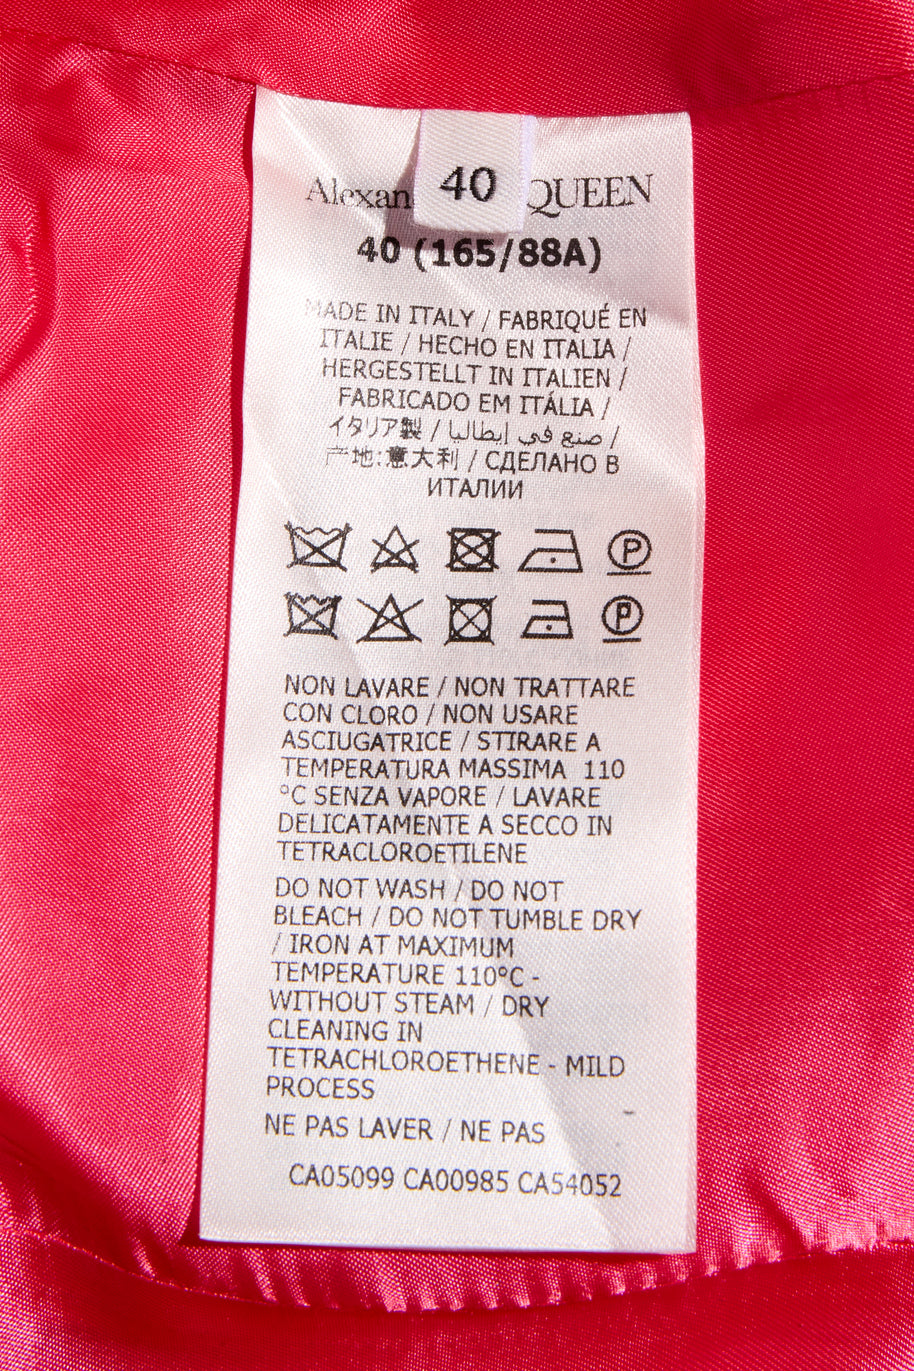 40
Alexan QUEEN
40 (165/88A)
MADE IN ITALY / FABRIQUÉ EN
ITALIE / HECHO EN ITALIA /
HERGESTELLT IN ITALIEN /
FABRICADO EM ITÁLIA /
イタリア製 / صنع في إيطاليا /
产地:意大利 / СДЕЛАНО В
ИТАЛИИ
P
P
NON LAVARE / NON TRATTARE
CON CLORO / NON USARE
ASCIUGATRICE / STIRARE A
TEMPERATURA MASSIMA 110
°C SENZA VAPORE / LAVARE
DELICATAMENTE A SECCO IN
TETRACLOROETILENE
DO NOT WASH / DO NOT
BLEACH / DO NOT TUMBLE DRY
/ IRON AT MAXIMUM
TEMPERATURE 110°C -
WITHOUT STEAM / DRY
CLEANING IN
TETRACHLOROETHENE - MILD
PROCESS
NE PAS LAVER / NE PAS
CA05099 CA00985 CA54052